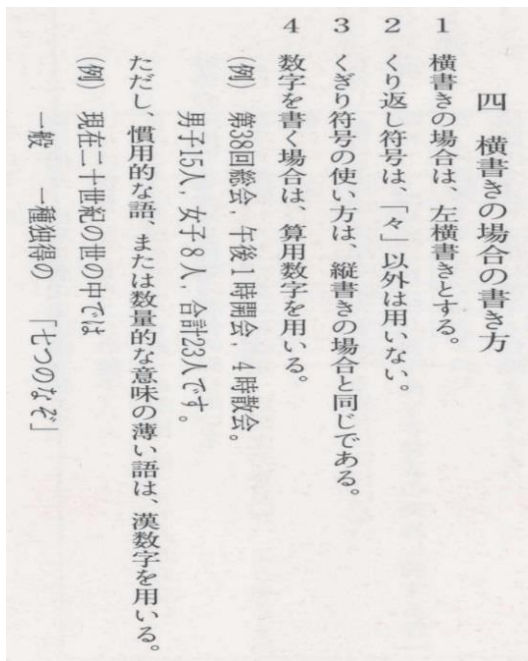 四 横書きの場合の書き方
1 横書きの場合は、左横書きとする。
2 くり返し符号は、「々」以外は用いない。
3 くぎり符号の使い方は、縦書きの場合と同じである。
4 数字を書く場合は、算用数字を用いる。
(例) 第38回総会，午後1時開会，4時散会。
男子15人，女子8人，合計23人です。
ただし、慣用的な語、または数量的な意味の薄い語は、漢数字を用いる。
(例) 現在二十世紀の世の中では
一般 一種独得の 「七つのなぞ」